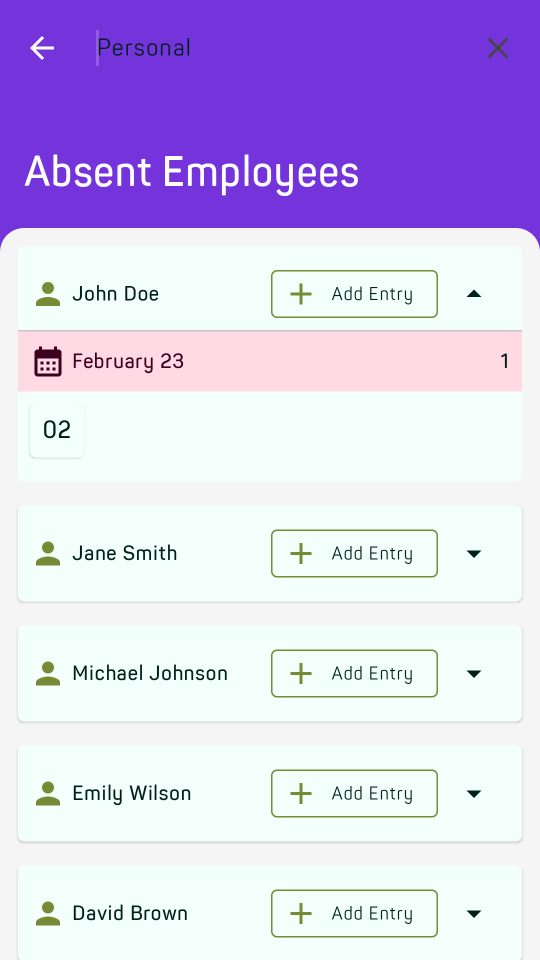 Personal
Absent Employees
John Doe Add Entry
February 23 1
02
Jane Smith Add Entry
Michael Johnson Add Entry
Emily Wilson Add Entry
David Brown Add Entry